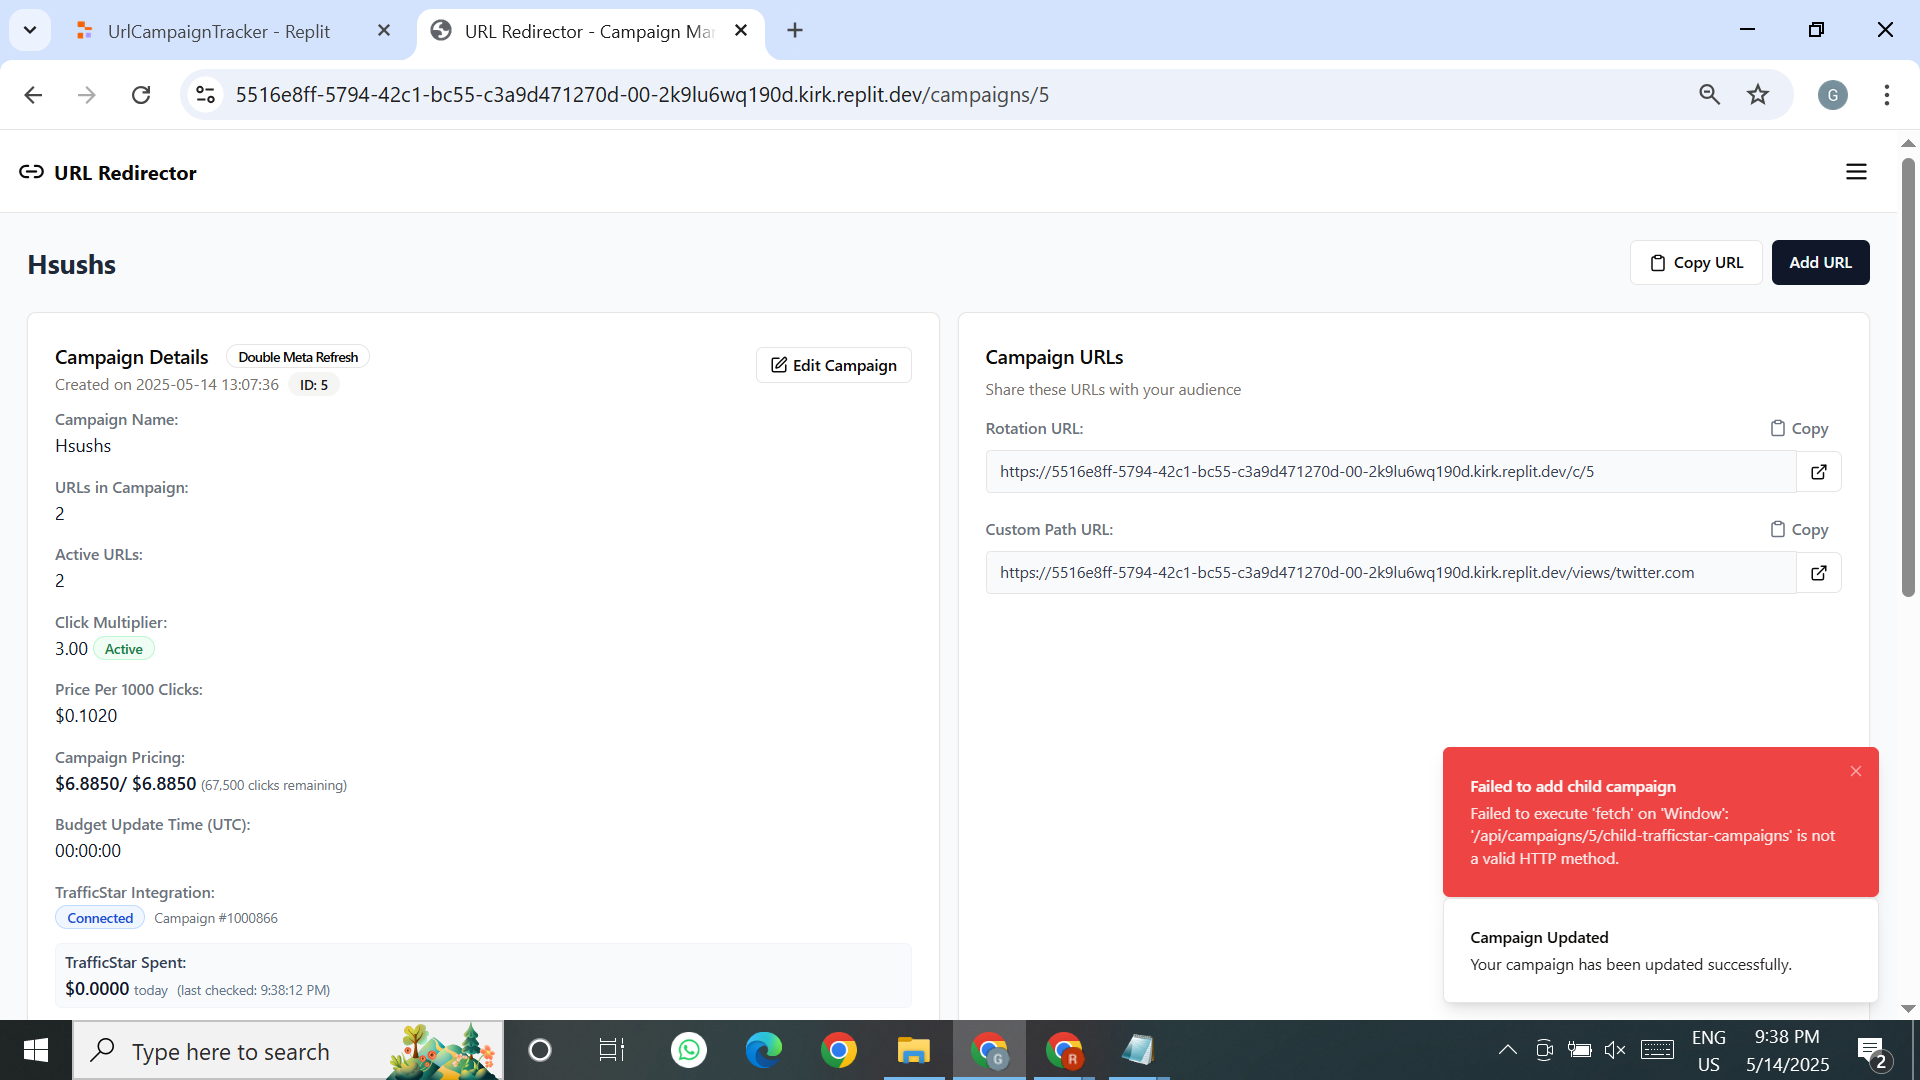 UrlCampaignTracker - Replit
URL Redirector - Campaign Ma
5516e8ff-5794-42c1-bc55-c3a9d471270d-00-2k9lu6wq190d.kirk.replit.dev/campaigns/5
G
URL Redirector
Hsushs
Copy URL
Add URL
Campaign Details
Double Meta Refresh
Created on 2025-05-14 13:07:36
ID: 5
Edit Campaign
Campaign Name:
Hsushs
URLs in Campaign:
2
Active URLs:
2
Click Multiplier:
3.00 Active
Price Per 1000 Clicks:
$0.1020
Campaign Pricing:
$6.8850/ $6.8850 (67,500 clicks remaining)
Budget Update Time (UTC):
00:00:00
TrafficStar Integration:
Connected Campaign #1000866
TrafficStar Spent:
$0.0000 today (last checked: 9:38:12 PM)
Campaign URLs
Share these URLs with your audience
Rotation URL:
Copy
https://5516e8ff-5794-42c1-bc55-c3a9d471270d-00-2k9lu6wq190d.kirk.replit.dev/c/5
Custom Path URL:
Copy
https://5516e8ff-5794-42c1-bc55-c3a9d471270d-00-2k9lu6wq190d.kirk.replit.dev/views/twitter.com
Failed to add child campaign
Failed to execute 'fetch' on 'Window':
'/api/campaigns/5/child-trafficstar-campaigns' is not
a valid HTTP method.
Campaign Updated
Your campaign has been updated successfully.
Type here to search
G
R
ENG
US
9:38 PM
5/14/2025
2